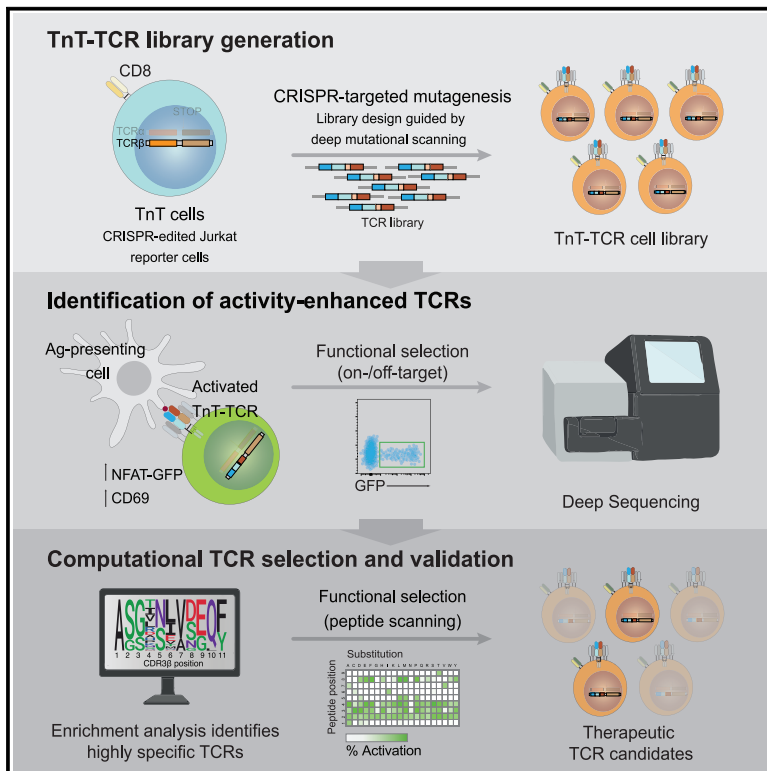 TnT-TCR library generation
CD8
STOP
TCRα
TCRβ
TnT cells
CRISPR-edited Jurkat
reporter cells
CRISPR-targeted mutagenesis
Library design guided by
deep mutational scanning
TCR library
TnT-TCR cell library
Identification of activity-enhanced TCRs
Ag-presenting
cell
Activated
TnT-TCR
NFAT-GFP
CD69
Functional selection
(on-/off-target)
GFP
Deep Sequencing
Computational TCR selection and validation
1 2 3 4 5 6 7 8 9 10 11
CDR3β position
Enrichment analysis identifies
highly specific TCRs
Functional selection
(peptide scanning)
Substitution
A C D E F G H I K L M N P Q R S T V W Y
Peptide position
% Activation
Therapeutic
TCR candidates